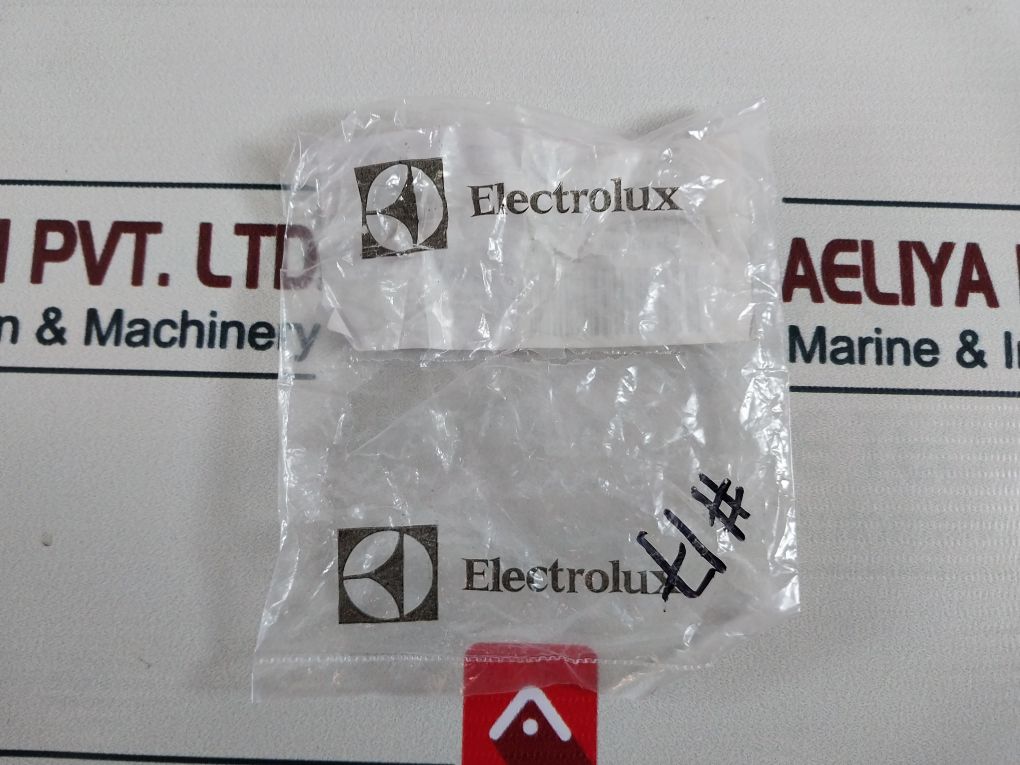 Electrolux
I PVT. LTD.
n & Machinery
AELIYA
Marine & I
Electrolux